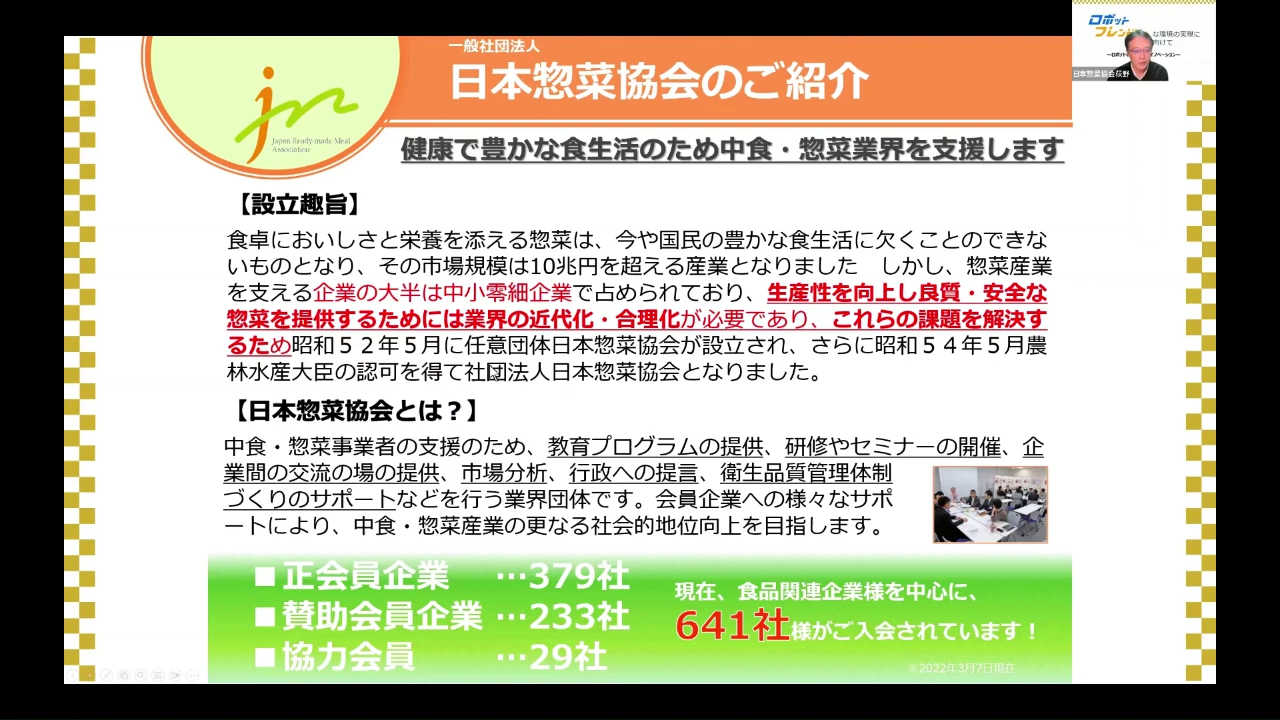 一般社団法人
日本惣菜協会のご紹介
Japan Ready-made Meal
Association
健康で豊かな食生活のため中食・惣菜業界を支援します
ロボット
フレンドリーな環境の実現に
向けて
日本惣菜協会荻野
【設立趣旨】
食卓においしさと栄養を添える惣菜は、今や国民の豊かな食生活に欠くことのできな
いものとなり、その市場規模は10兆円を超える産業となりました　しかし、惣菜産業
を支える企業の大半は中小零細企業で占められており、生産性を向上し良質・安全な
惣菜を提供するためには業界の近代化・合理化が必要であり、これらの課題を解決す
るため昭和５２年５月に任意団体日本惣菜協会が設立され、さらに昭和５４年５月農
林水産大臣の認可を得て社団法人日本惣菜協会となりました。
【日本惣菜協会とは？】
中食・惣菜事業者の支援のため、教育プログラムの提供、研修やセミナーの開催、企
業間の交流の場の提供、市場分析、行政への提言、衛生品質管理体制
づくりのサポートなどを行う業界団体です。会員企業への様々なサポ
ートにより、中食・惣菜産業の更なる社会的地位向上を目指します。
■正会員企業 …379社
■賛助会員企業 …233社
■協力会員 …29社
現在、食品関連企業様を中心に、
641社様がご入会されています！
※2022年3月7日現在